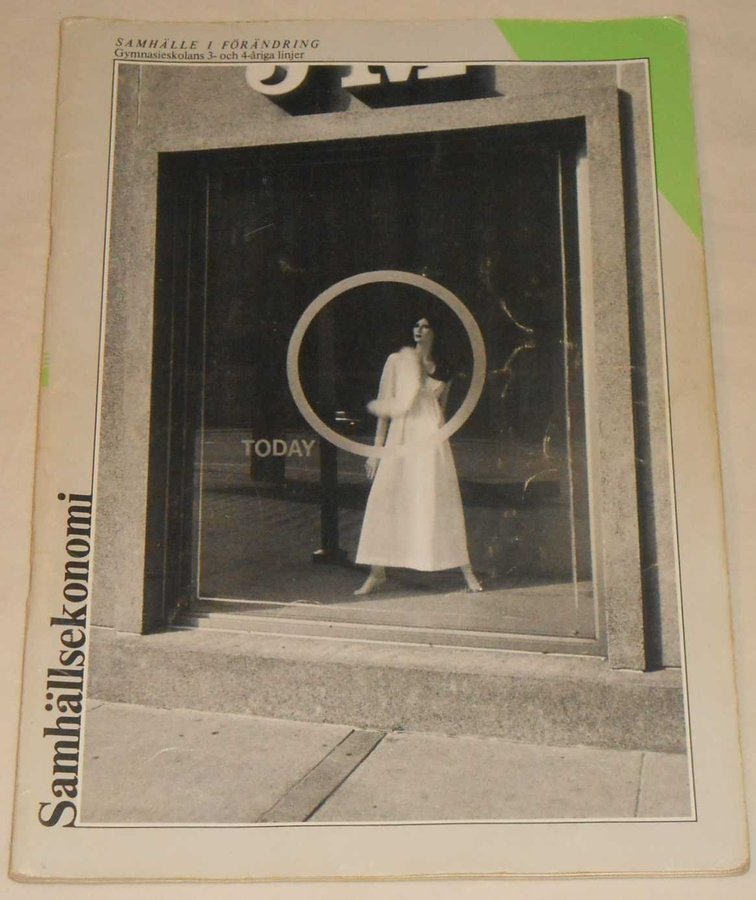 SAMHÄLLE I FÖRÄNDRING
Gymnasieskolans 3- och 4-åriga linjer
TODAY
Samhällsekonomi